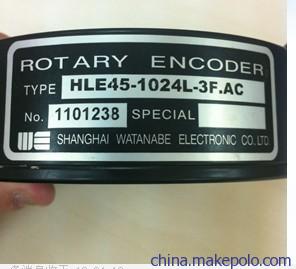 ROTARY ENCODER
TYPE HLE45-1024L-3F.AC
No. 1101238 SPECIAL
SHANGHAI WATANABE ELECTRONIC CO.LTD.
china.makepolo.com